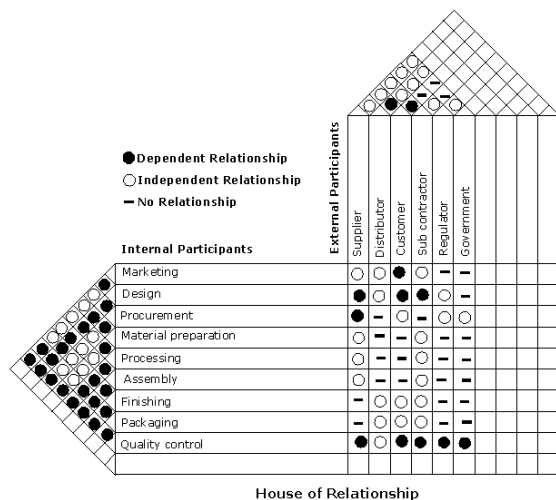 Dependent Relationship
Independent Relationship
No Relationship
Internal Participants
External Participants
Supplier
Distributor
Customer
Sub contractor
Regulator
Government
Marketing
Design
Procurement
Material preparation
Processing
Assembly
Finishing
Packaging
Quality control
House of Relationship